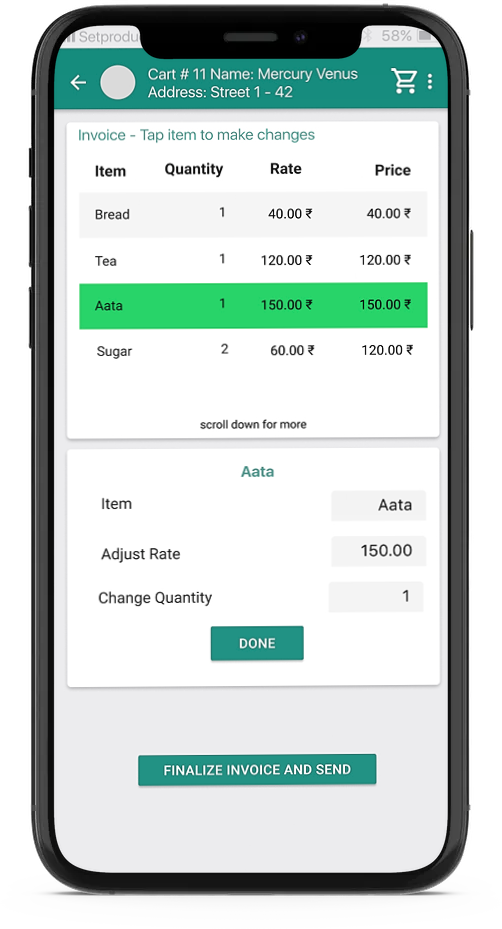 Setprodu 58%
Cart # 11 Name: Mercury Venus
Address: Street 1 - 42
Invoice - Tap item to make changes
Item Quantity Rate Price
Bread 1 40.00 ₹ 40.00 ₹
Tea 1 120.00 ₹ 120.00 ₹
Aata 1 150.00 ₹ 150.00 ₹
Sugar 2 60.00 ₹ 120.00 ₹
scroll down for more
Aata
Item Aata
Adjust Rate 150.00
Change Quantity 1
DONE
FINALIZE INVOICE AND SEND